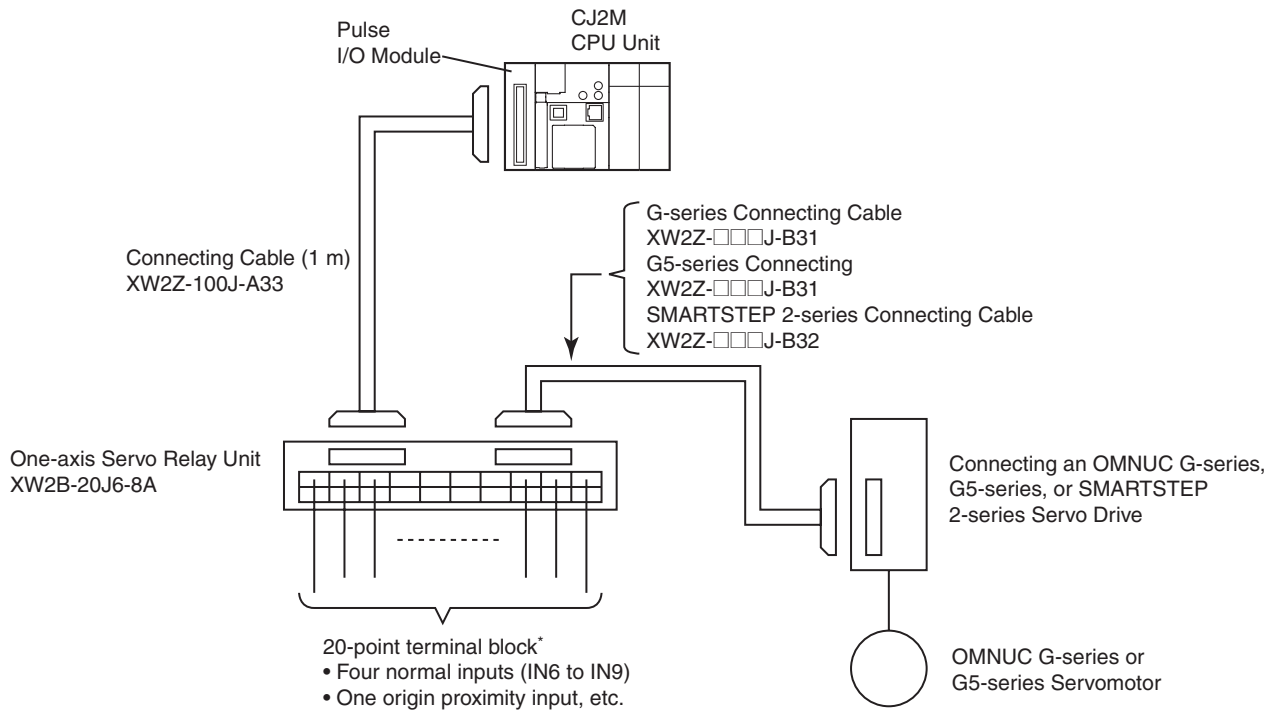 Pulse
I/O Module
CJ2M
CPU Unit
Connecting Cable (1 m)
XW2Z-100J-A33
G-series Connecting Cable
XW2Z-□□□J-B31
G5-series Connecting
XW2Z-□□□J-B31
SMARTSTEP 2-series Connecting Cable
XW2Z-□□□J-B32
One-axis Servo Relay Unit
XW2B-20J6-8A
Connecting an OMNUC G-series,
G5-series, or SMARTSTEP
2-series Servo Drive
20-point terminal block*
• Four normal inputs (IN6 to IN9)
• One origin proximity input, etc.
OMNUC G-series or
G5-series Servomotor